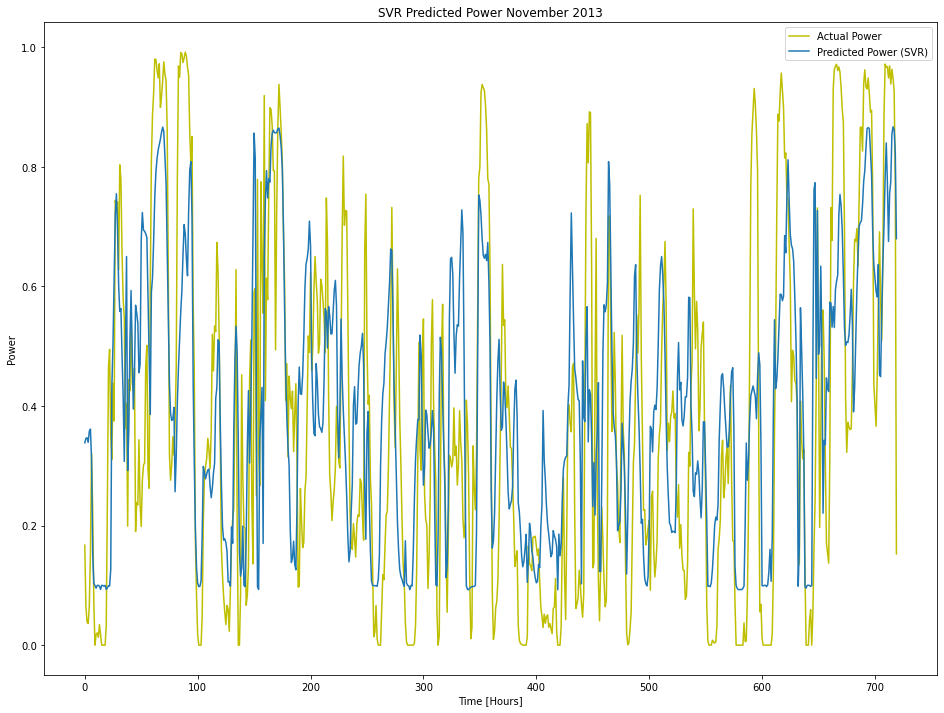 SVR Predicted Power November 2013
Actual Power
Predicted Power (SVR)
1.0
0.8
0.6
0.4
0.2
0.0
Power
0 100 200 300 400 500 600 700
Time [Hours]